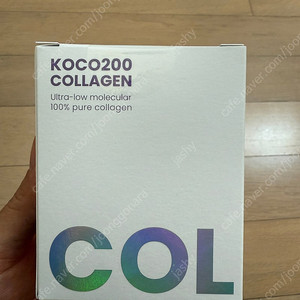 KOCO200
COLLAGEN
Ultra-low molecular
100% pure collagen
COL